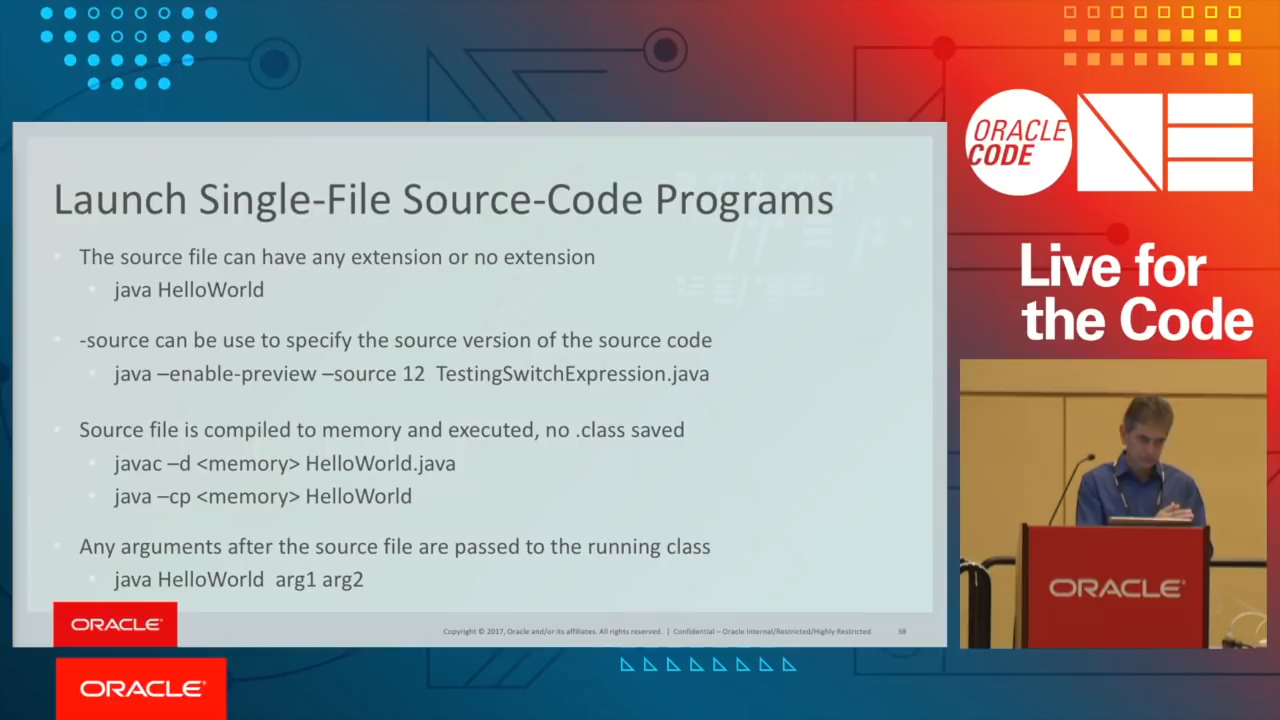 Launch Single-File Source-Code Programs
The source file can have any extension or no extension
java HelloWorld
-source can be use to specify the source version of the source code
java –enable-preview –source 12 TestingSwitchExpression.java
Source file is compiled to memory and executed, no .class saved
javac –d <memory> HelloWorld.java
java –cp <memory> HelloWorld
Any arguments after the source file are passed to the running class
java HelloWorld arg1 arg2
ORACLE®
Copyright © 2017, Oracle and/or its affiliates. All rights reserved. | Confidential – Oracle Internal/Restricted/Highly Restricted 38
ORACLE®
ORACLE
CODE
ONE
Live for
the Code
ORACLE®